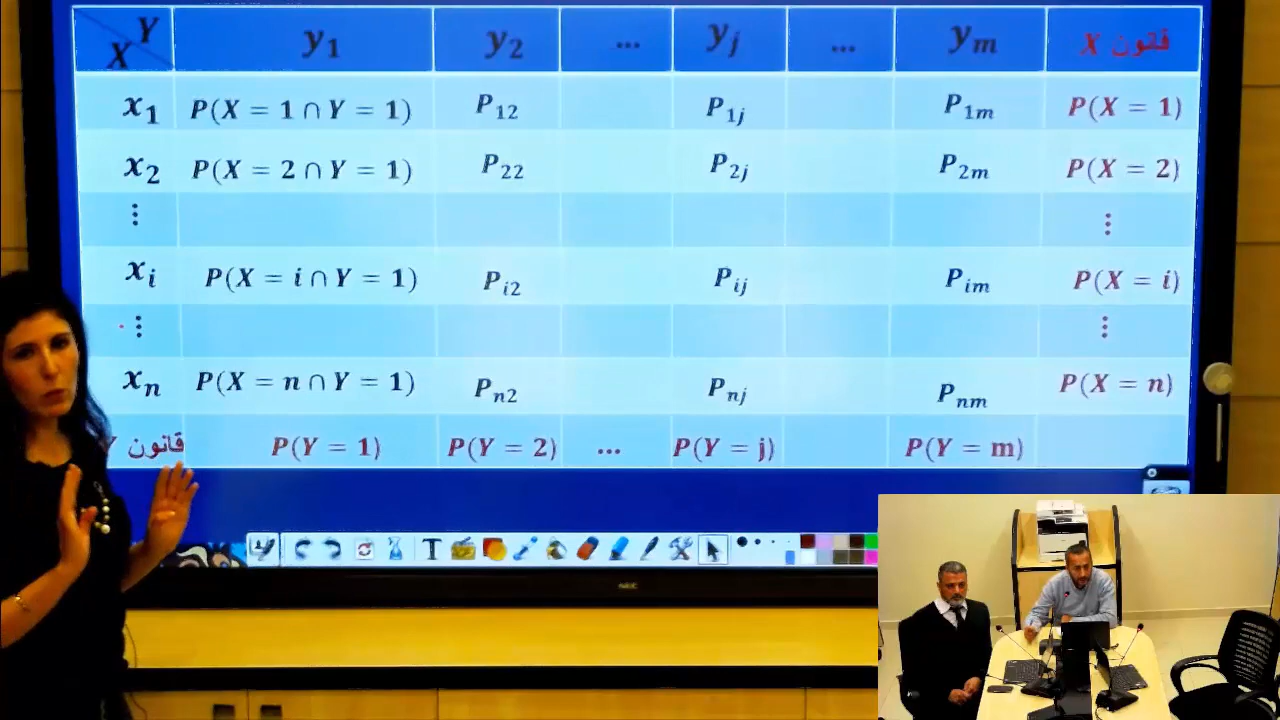 Y
X y₁ y₂ ... yⱼ ... yₘ قانون X
x₁ P(X = 1 ∩ Y = 1) P₁₂ P₁ⱼ P₁ₘ P(X = 1)
x₂ P(X = 2 ∩ Y = 1) P₂₂ P₂ⱼ P₂ₘ P(X = 2)
⋮ ⋮
xᵢ P(X = i ∩ Y = 1) Pᵢ₂ Pᵢⱼ Pᵢₘ P(X = i)
⋮ ⋮
xₙ P(X = n ∩ Y = 1) Pₙ₂ Pₙⱼ Pₙₘ P(X = n)
قانون Y P(Y = 1) P(Y = 2) ... P(Y = j) P(Y = m)
T
NEC